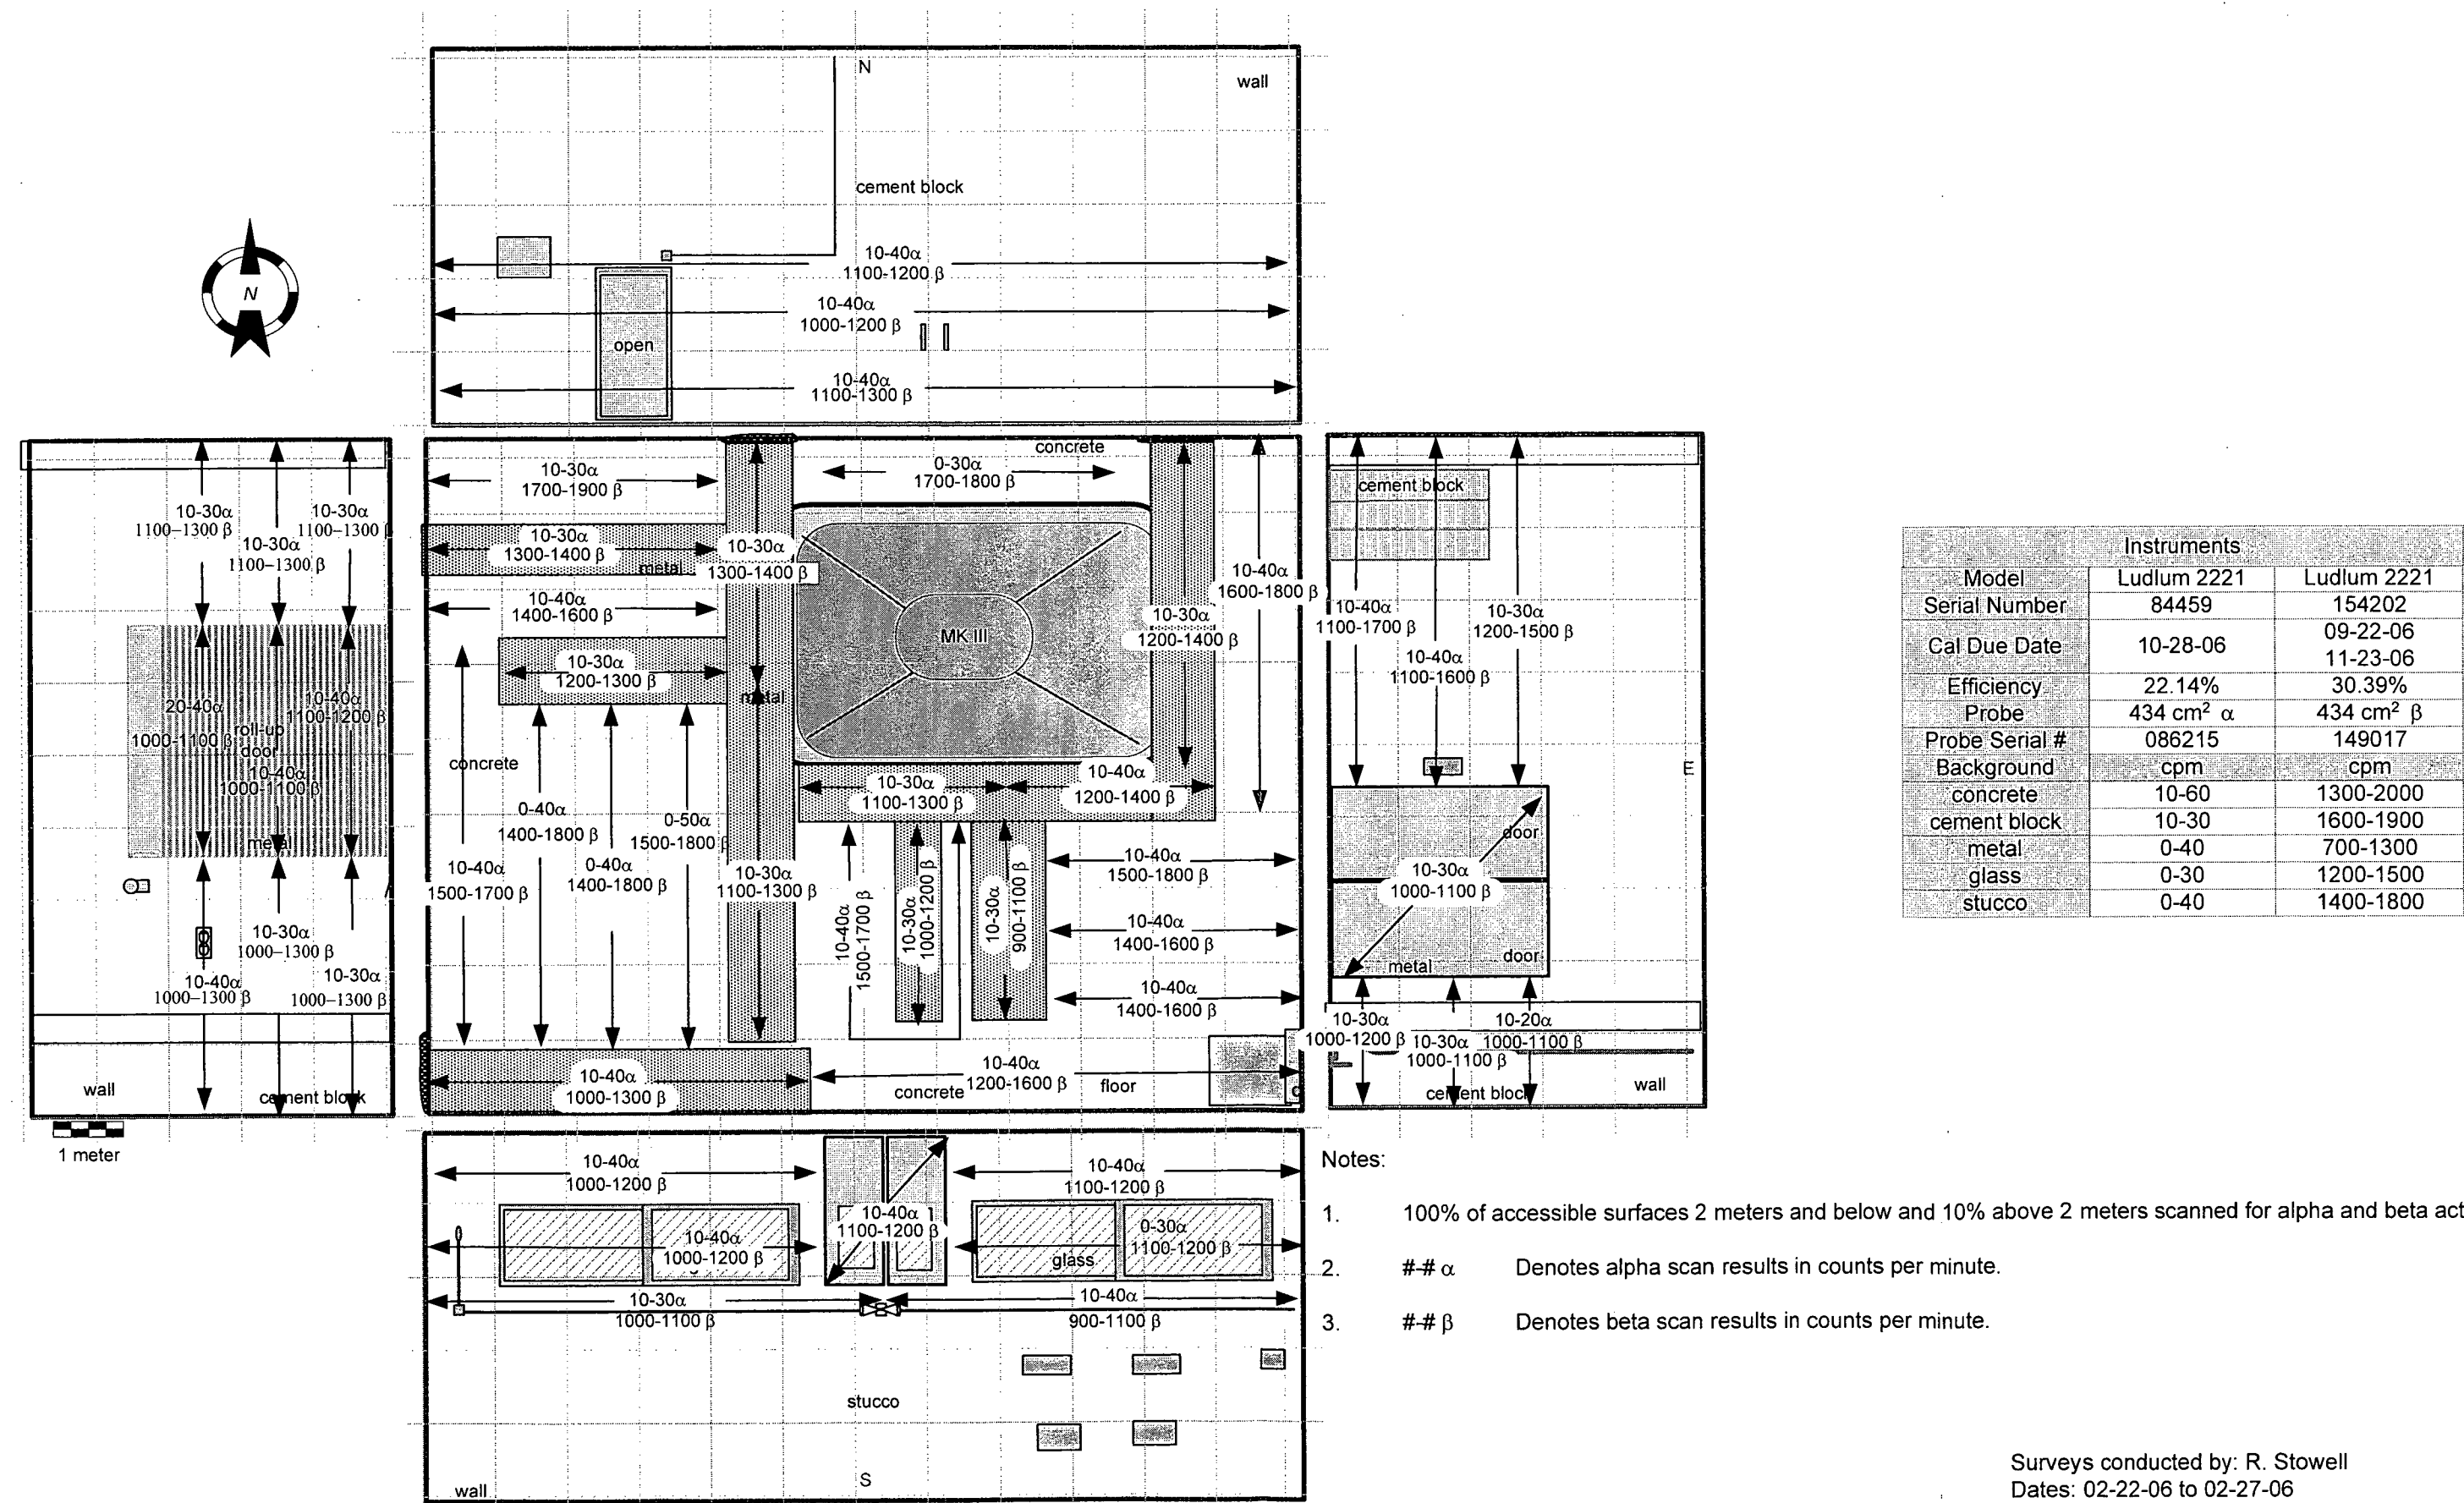 N
wall
cement block
10-40α
1100-1200 β
10-40α
1000-1200 β
open
10-40α
1100-1300 β
N
10-30α
1100–1300 β
10-30α
1100–1300 β
10-30α
1100–1300 β
20-40α
1000-1100 β
10-40α
1100-1200 β
roll-up
door
10-40α
1000-1100 β
metal
10-30α
1000–1300 β
10-40α
1000–1300 β
10-30α
1000–1300 β
wall
cement block
1 meter
concrete
10-30α
1700-1900 β
0-30α
1700-1800 β
10-30α
1300-1400 β
metal
10-30α
1300-1400 β
10-40α
1400-1600 β
10-40α
1600-1800 β
10-30α
1200-1400 β
MK III
10-30α
1200-1300 β
metal
concrete
10-30α
1100-1300 β
10-40α
1200-1400 β
0-40α
1400-1800 β
0-50α
1500-1800 β
10-40α
1500-1700 β
0-40α
1400-1800 β
10-30α
1100-1300 β
10-40α
1500-1700 β
10-30α
1000-1200 β
10-30α
900-1100 β
10-40α
1500-1800 β
10-40α
1400-1600 β
10-40α
1400-1600 β
10-40α
1000-1300 β
10-40α
1200-1600 β
concrete
floor
cement block
10-40α
1100-1700 β
10-30α
1200-1500 β
10-40α
1100-1600 β
E
door
10-30α
1000-1100 β
door
metal
10-30α
1000-1200 β
10-30α
1000-1100 β
10-20α
1000-1100 β
cement block
wall
10-40α
1000-1200 β
10-40α
1100-1200 β
10-40α
1000-1200 β
10-40α
1100-1200 β
0-30α
1100-1200 β
glass
10-30α
1000-1100 β
10-40α
900-1100 β
stucco
S
wall
Instruments
Model Ludlum 2221 Ludlum 2221
Serial Number 84459 154202
Cal Due Date 10-28-06 09-22-06
11-23-06
Efficiency 22.14% 30.39%
Probe 434 cm² α 434 cm² β
Probe Serial # 086215 149017
Background cpm cpm
concrete 10-60 1300-2000
cement block 10-30 1600-1900
metal 0-40 700-1300
glass 0-30 1200-1500
stucco 0-40 1400-1800
Notes:
1. 100% of accessible surfaces 2 meters and below and 10% above 2 meters scanned for alpha and beta act
2. #-# α Denotes alpha scan results in counts per minute.
3. #-# β Denotes beta scan results in counts per minute.
Surveys conducted by: R. Stowell
Dates: 02-22-06 to 02-27-06